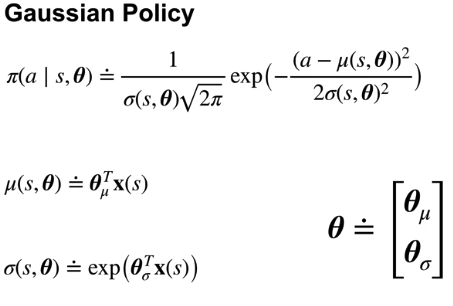 Gaussian Policy
π(a | s, θ) ≐ 1 / (σ(s, θ)√2π) exp(−(a − μ(s, θ))² / 2σ(s, θ)²)
μ(s, θ) ≐ θ_μ^T x(s)
θ ≐ [θ_μ θ_σ]
σ(s, θ) ≐ exp(θ_σ^T x(s))